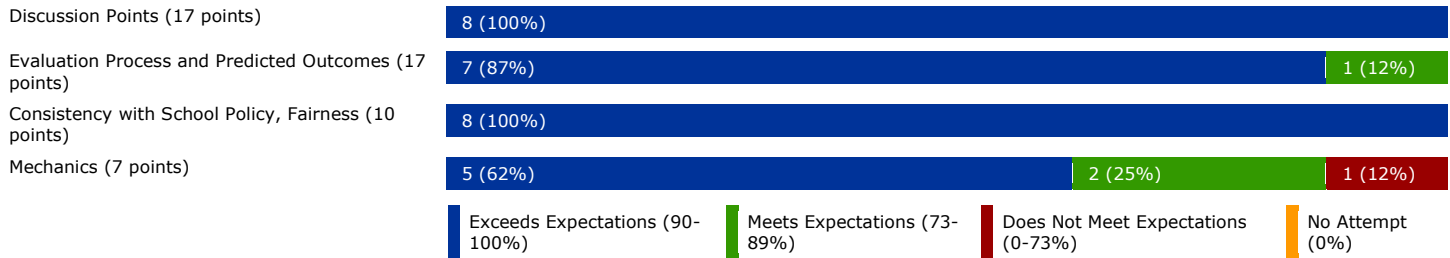 Discussion Points (17 points)
8 (100%)
Evaluation Process and Predicted Outcomes (17
points)
7 (87%)
1 (12%)
Consistency with School Policy, Fairness (10
points)
8 (100%)
Mechanics (7 points)
5 (62%)
2 (25%)
1 (12%)
Exceeds Expectations (90-
100%)
Meets Expectations (73-
89%)
Does Not Meet Expectations
(0-73%)
No Attempt
(0%)